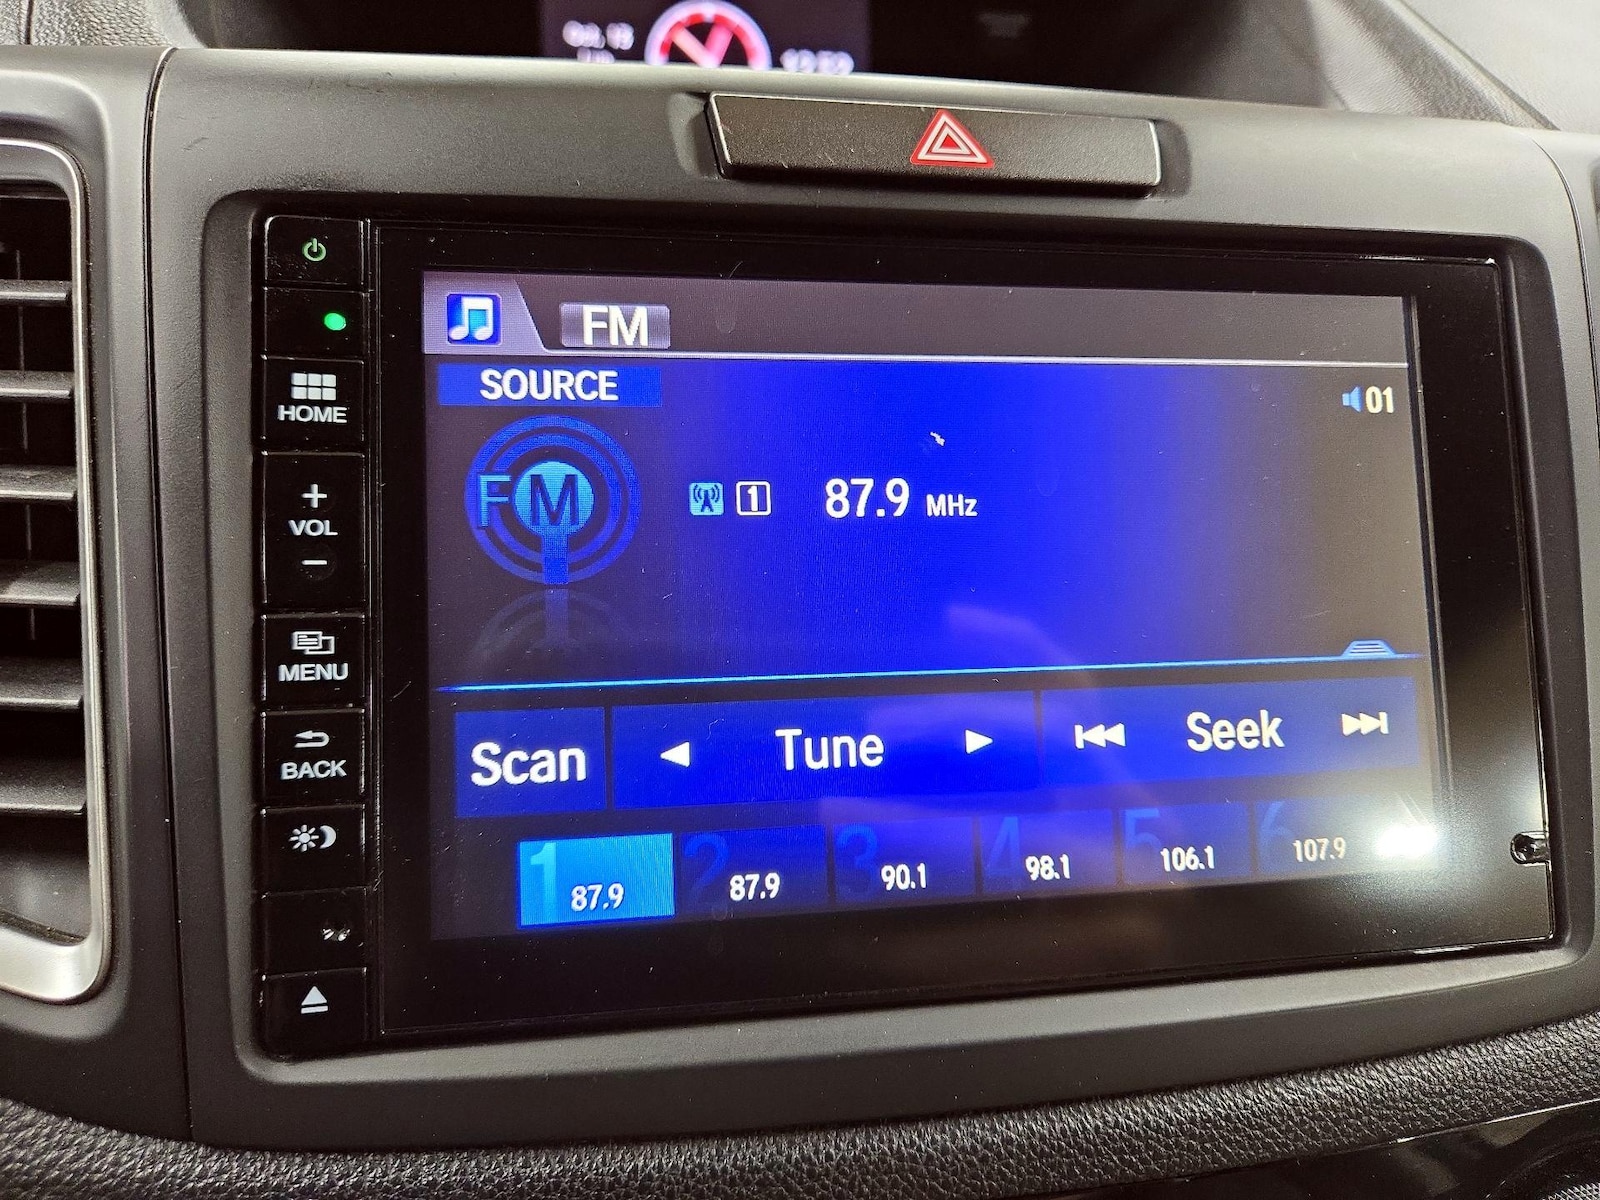 FM
SOURCE
01
FM
1 87.9 MHz
HOME
+
VOL
-
MENU
BACK
Scan Tune Seek
1 2 3 4 5 6
87.9 87.9 90.1 98.1 106.1 107.9